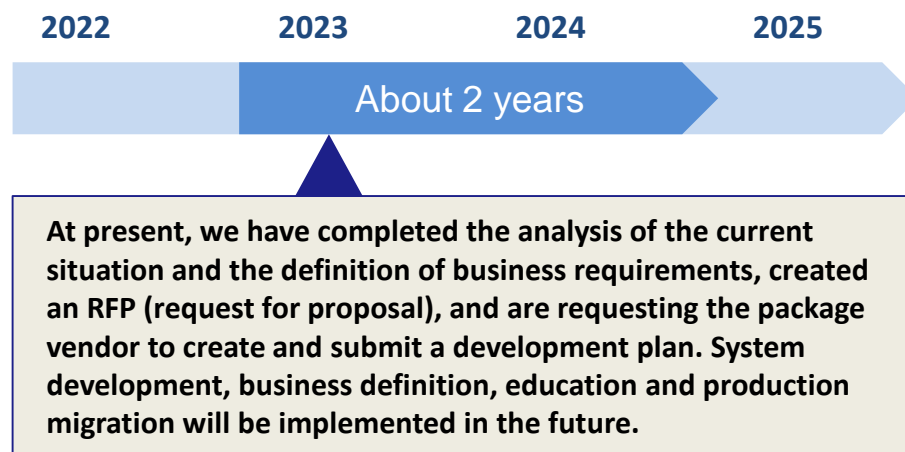 2022 2023 2024 2025
About 2 years
At present, we have completed the analysis of the current
situation and the definition of business requirements, created
an RFP (request for proposal), and are requesting the package
vendor to create and submit a development plan. System
development, business definition, education and production
migration will be implemented in the future.